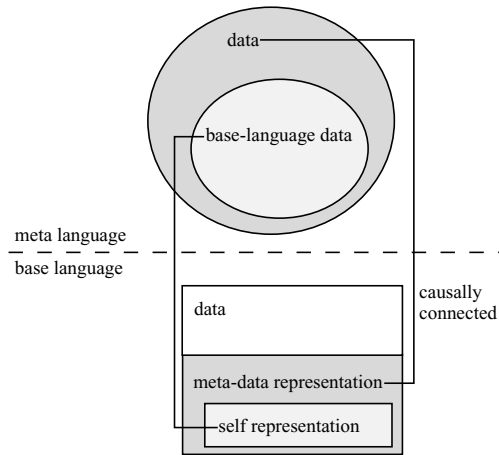 data
base-language data
meta language
base language
data
causally
connected
meta-data representation
self representation